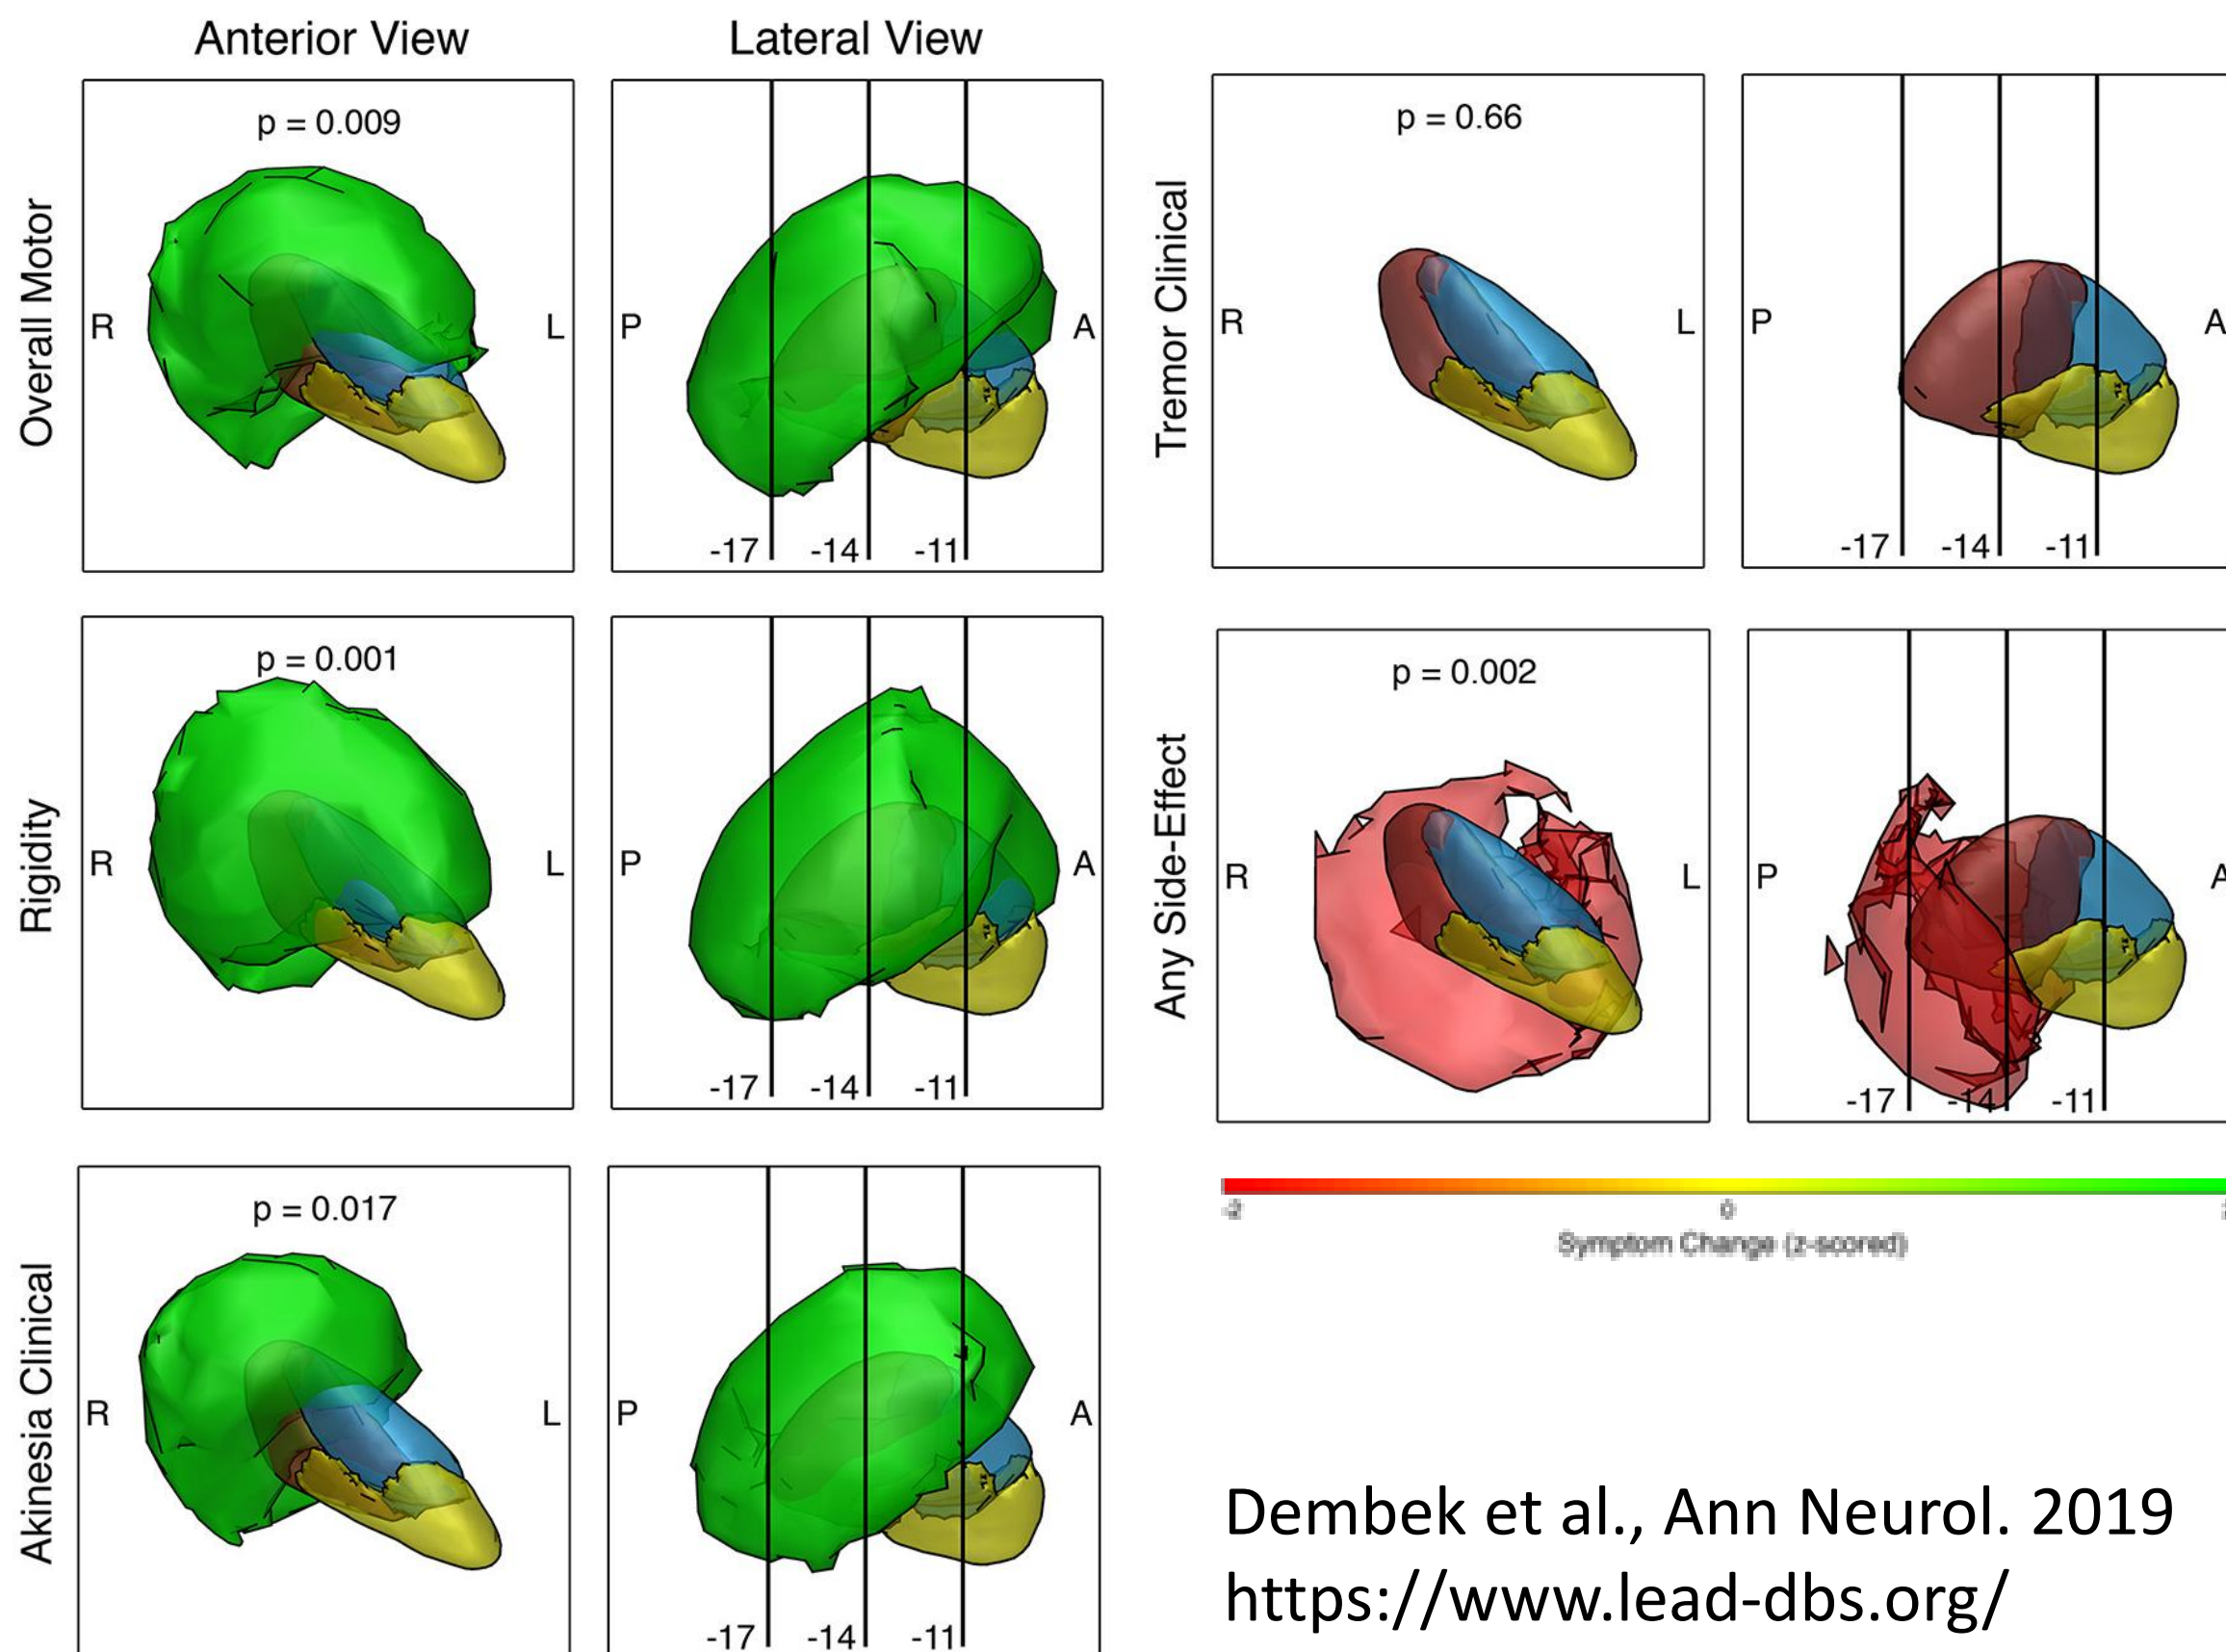 Anterior View
Lateral View
Overall Motor
p = 0.009
R
L
P
A
-17
-14
-11
Tremor Clinical
p = 0.66
R
L
P
A
-17
-14
-11
Rigidity
p = 0.001
R
L
P
A
-17
-14
-11
Any Side-Effect
p = 0.002
R
L
P
A
-17
-14
-11
-2
0
Symptom Change (z-scored)
Akinesia Clinical
p = 0.017
R
L
P
A
-17
-14
-11
Dembek et al., Ann Neurol. 2019
https://www.lead-dbs.org/